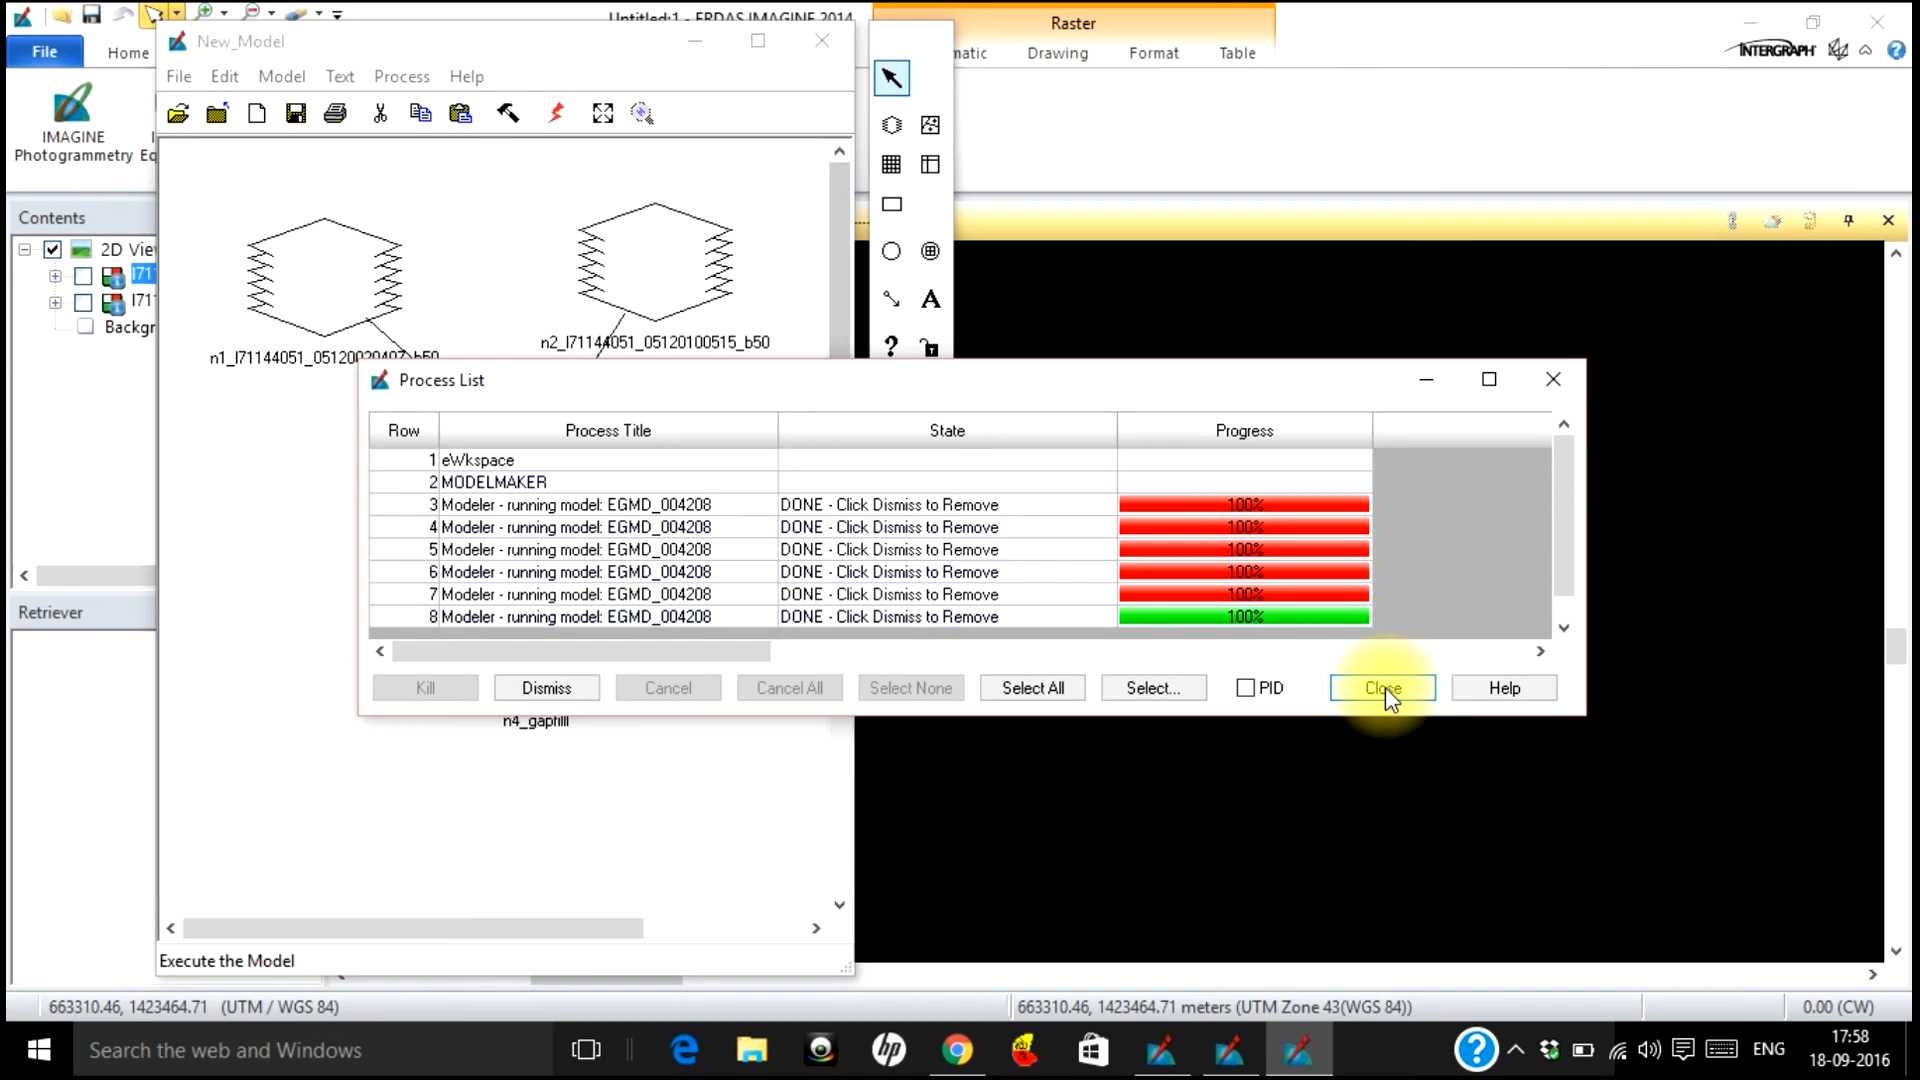 Untitled:1 - ERDAS IMAGINE 2014
Raster
File
Home
matic
Drawing
Format
Table
INTERGRAPH
New_Model
File
Edit
Model
Text
Process
Help
IMAGINE
Photogrammetry
Contents
2D View
I711
I71
Backgr
Retriever
n1_I71144051_05120020407_b50
n2_I71144051_05120100515_b50
Process List
Row
Process Title
State
Progress
1 eWkspace
2 MODELMAKER
3 Modeler - running model: EGMD_004208 DONE - Click Dismiss to Remove 100%
4 Modeler - running model: EGMD_004208 DONE - Click Dismiss to Remove 100%
5 Modeler - running model: EGMD_004208 DONE - Click Dismiss to Remove 100%
6 Modeler - running model: EGMD_004208 DONE - Click Dismiss to Remove 100%
7 Modeler - running model: EGMD_004208 DONE - Click Dismiss to Remove 100%
8 Modeler - running model: EGMD_004208 DONE - Click Dismiss to Remove 100%
Kill
Dismiss
Cancel
Cancel All
Select None
Select All
Select...
PID
Close
Help
n4_gapfilll
Execute the Model
663310.46, 1423464.71 (UTM / WGS 84)
663310.46, 1423464.71 meters (UTM Zone 43(WGS 84))
0.00 (CW)
Search the web and Windows
hp
ENG
17:58
18-09-2016